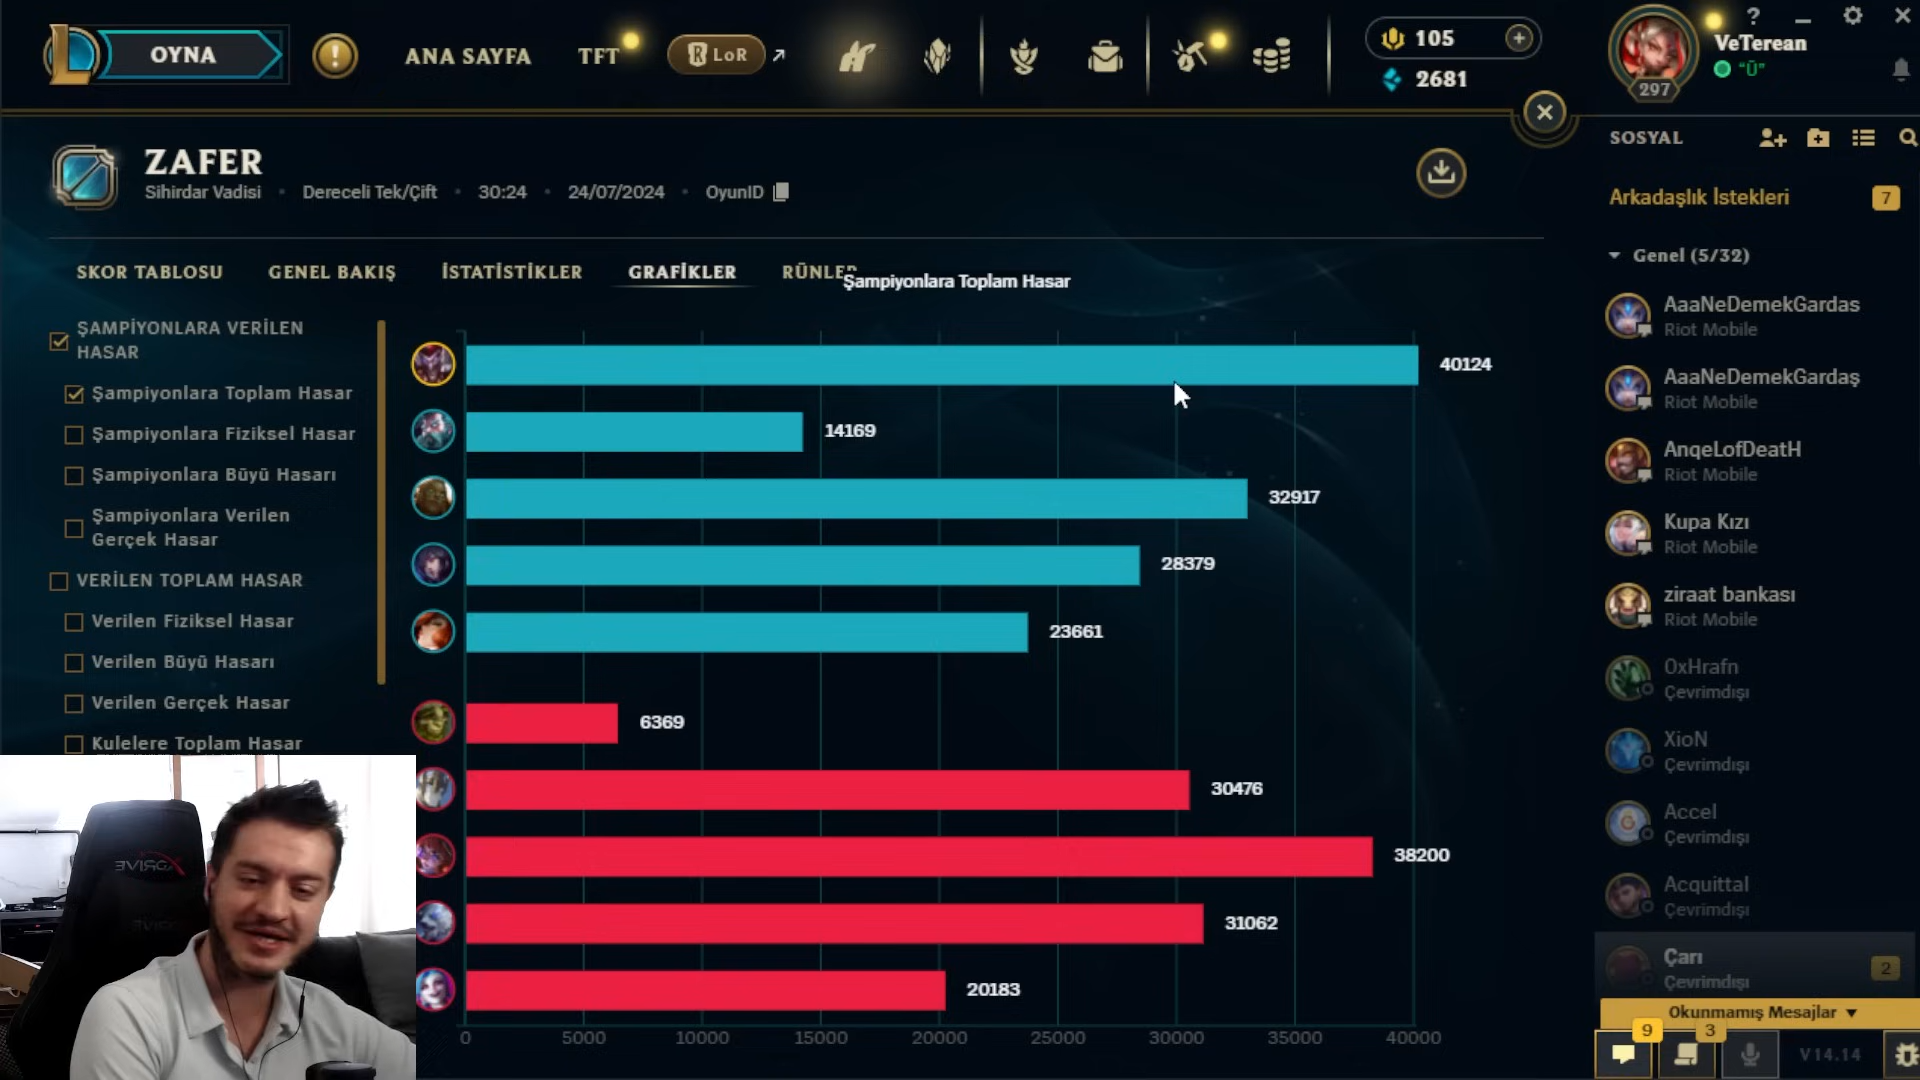 OYNA
ANA SAYFA
TFT
LoR
105
2681
297
VeTerean
"Ū"
ZAFER
Sihirdar Vadisi • Dereceli Tek/Çift • 30:24 • 24/07/2024 • OyunID
SKOR TABLOSU
GENEL BAKIŞ
İSTATİSTİKLER
GRAFİKLER
RÜNLER
Şampiyonlara Toplam Hasar
ŞAMPİYONLARA VERİLEN
HASAR
Şampiyonlara Toplam Hasar
Şampiyonlara Fiziksel Hasar
Şampiyonlara Büyü Hasarı
Şampiyonlara Verilen
Gerçek Hasar
VERİLEN TOPLAM HASAR
Verilen Fiziksel Hasar
Verilen Büyü Hasarı
Verilen Gerçek Hasar
Kulelere Toplam Hasar
40124
14169
32917
28379
23661
6369
30476
38200
31062
20183
0 5000 10000 15000 20000 25000 30000 35000 40000
SOSYAL
Arkadaşlık İstekleri
7
Genel (5/32)
AaaNeDemekGardas
Riot Mobile
AaaNeDemekGardaş
Riot Mobile
AnqeLofDeatH
Riot Mobile
Kupa Kızı
Riot Mobile
ziraat bankası
Riot Mobile
OxHrafn
Çevrimdışı
XioN
Çevrimdışı
Accel
Çevrimdışı
Acquittal
Çevrimdışı
Çarı
Çevrimdışı
2
Okunmamış Mesajlar
9
3
V14.14